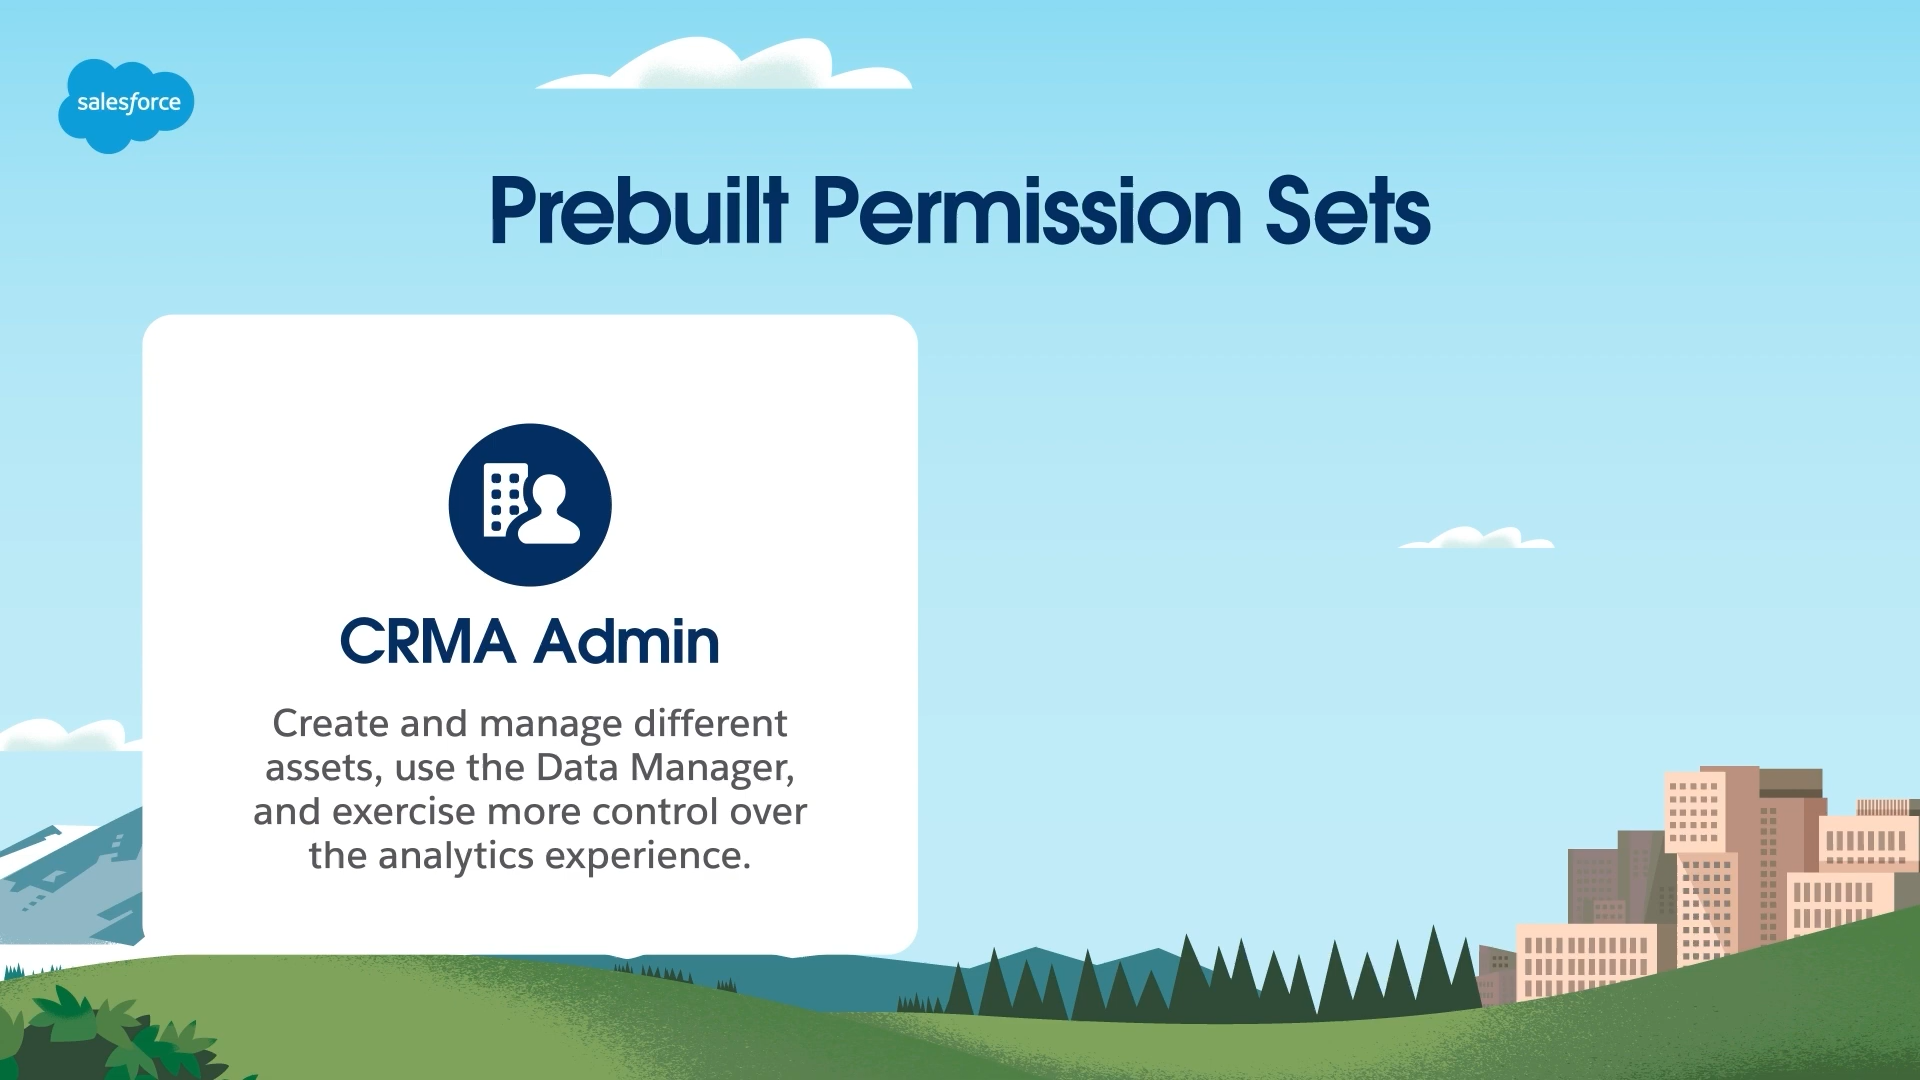 salesforce
Prebuilt Permission Sets
CRMA Admin
Create and manage different
assets, use the Data Manager,
and exercise more control over
the analytics experience.